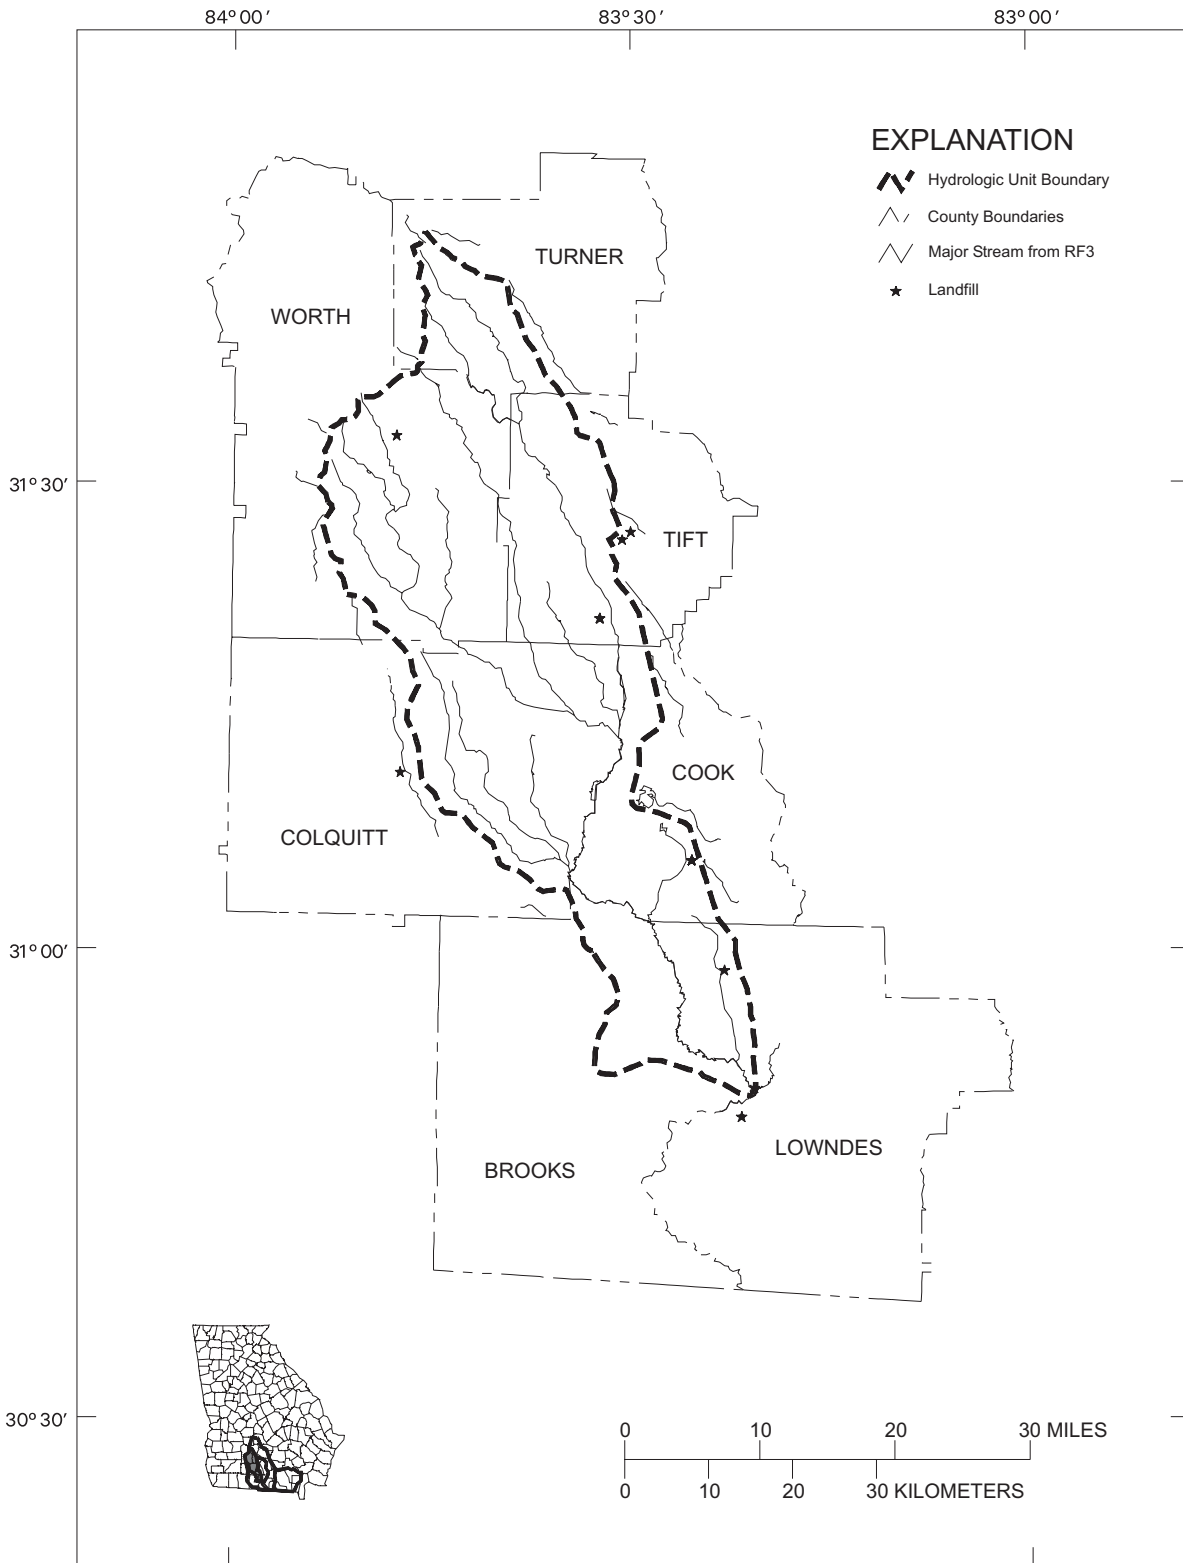 84° 00′
83° 30′
83° 00′
EXPLANATION
Hydrologic Unit Boundary
County Boundaries
Major Stream from RF3
Landfill
TURNER
WORTH
31° 30′
TIFT
COOK
COLQUITT
31° 00′
LOWNDES
BROOKS
30° 30′
0 10 20 30 MILES
0 10 20 30 KILOMETERS